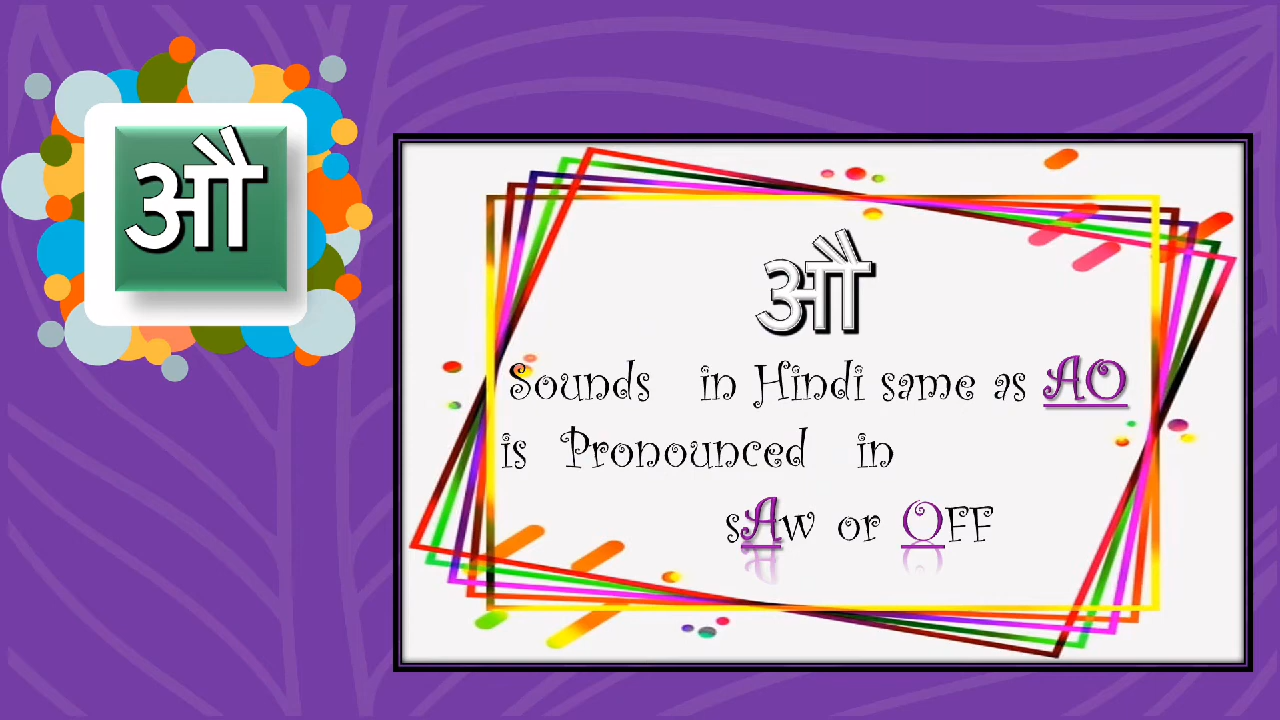 औ
औ
Sounds in Hindi same as AO
is Pronounced in
sAw or OFF